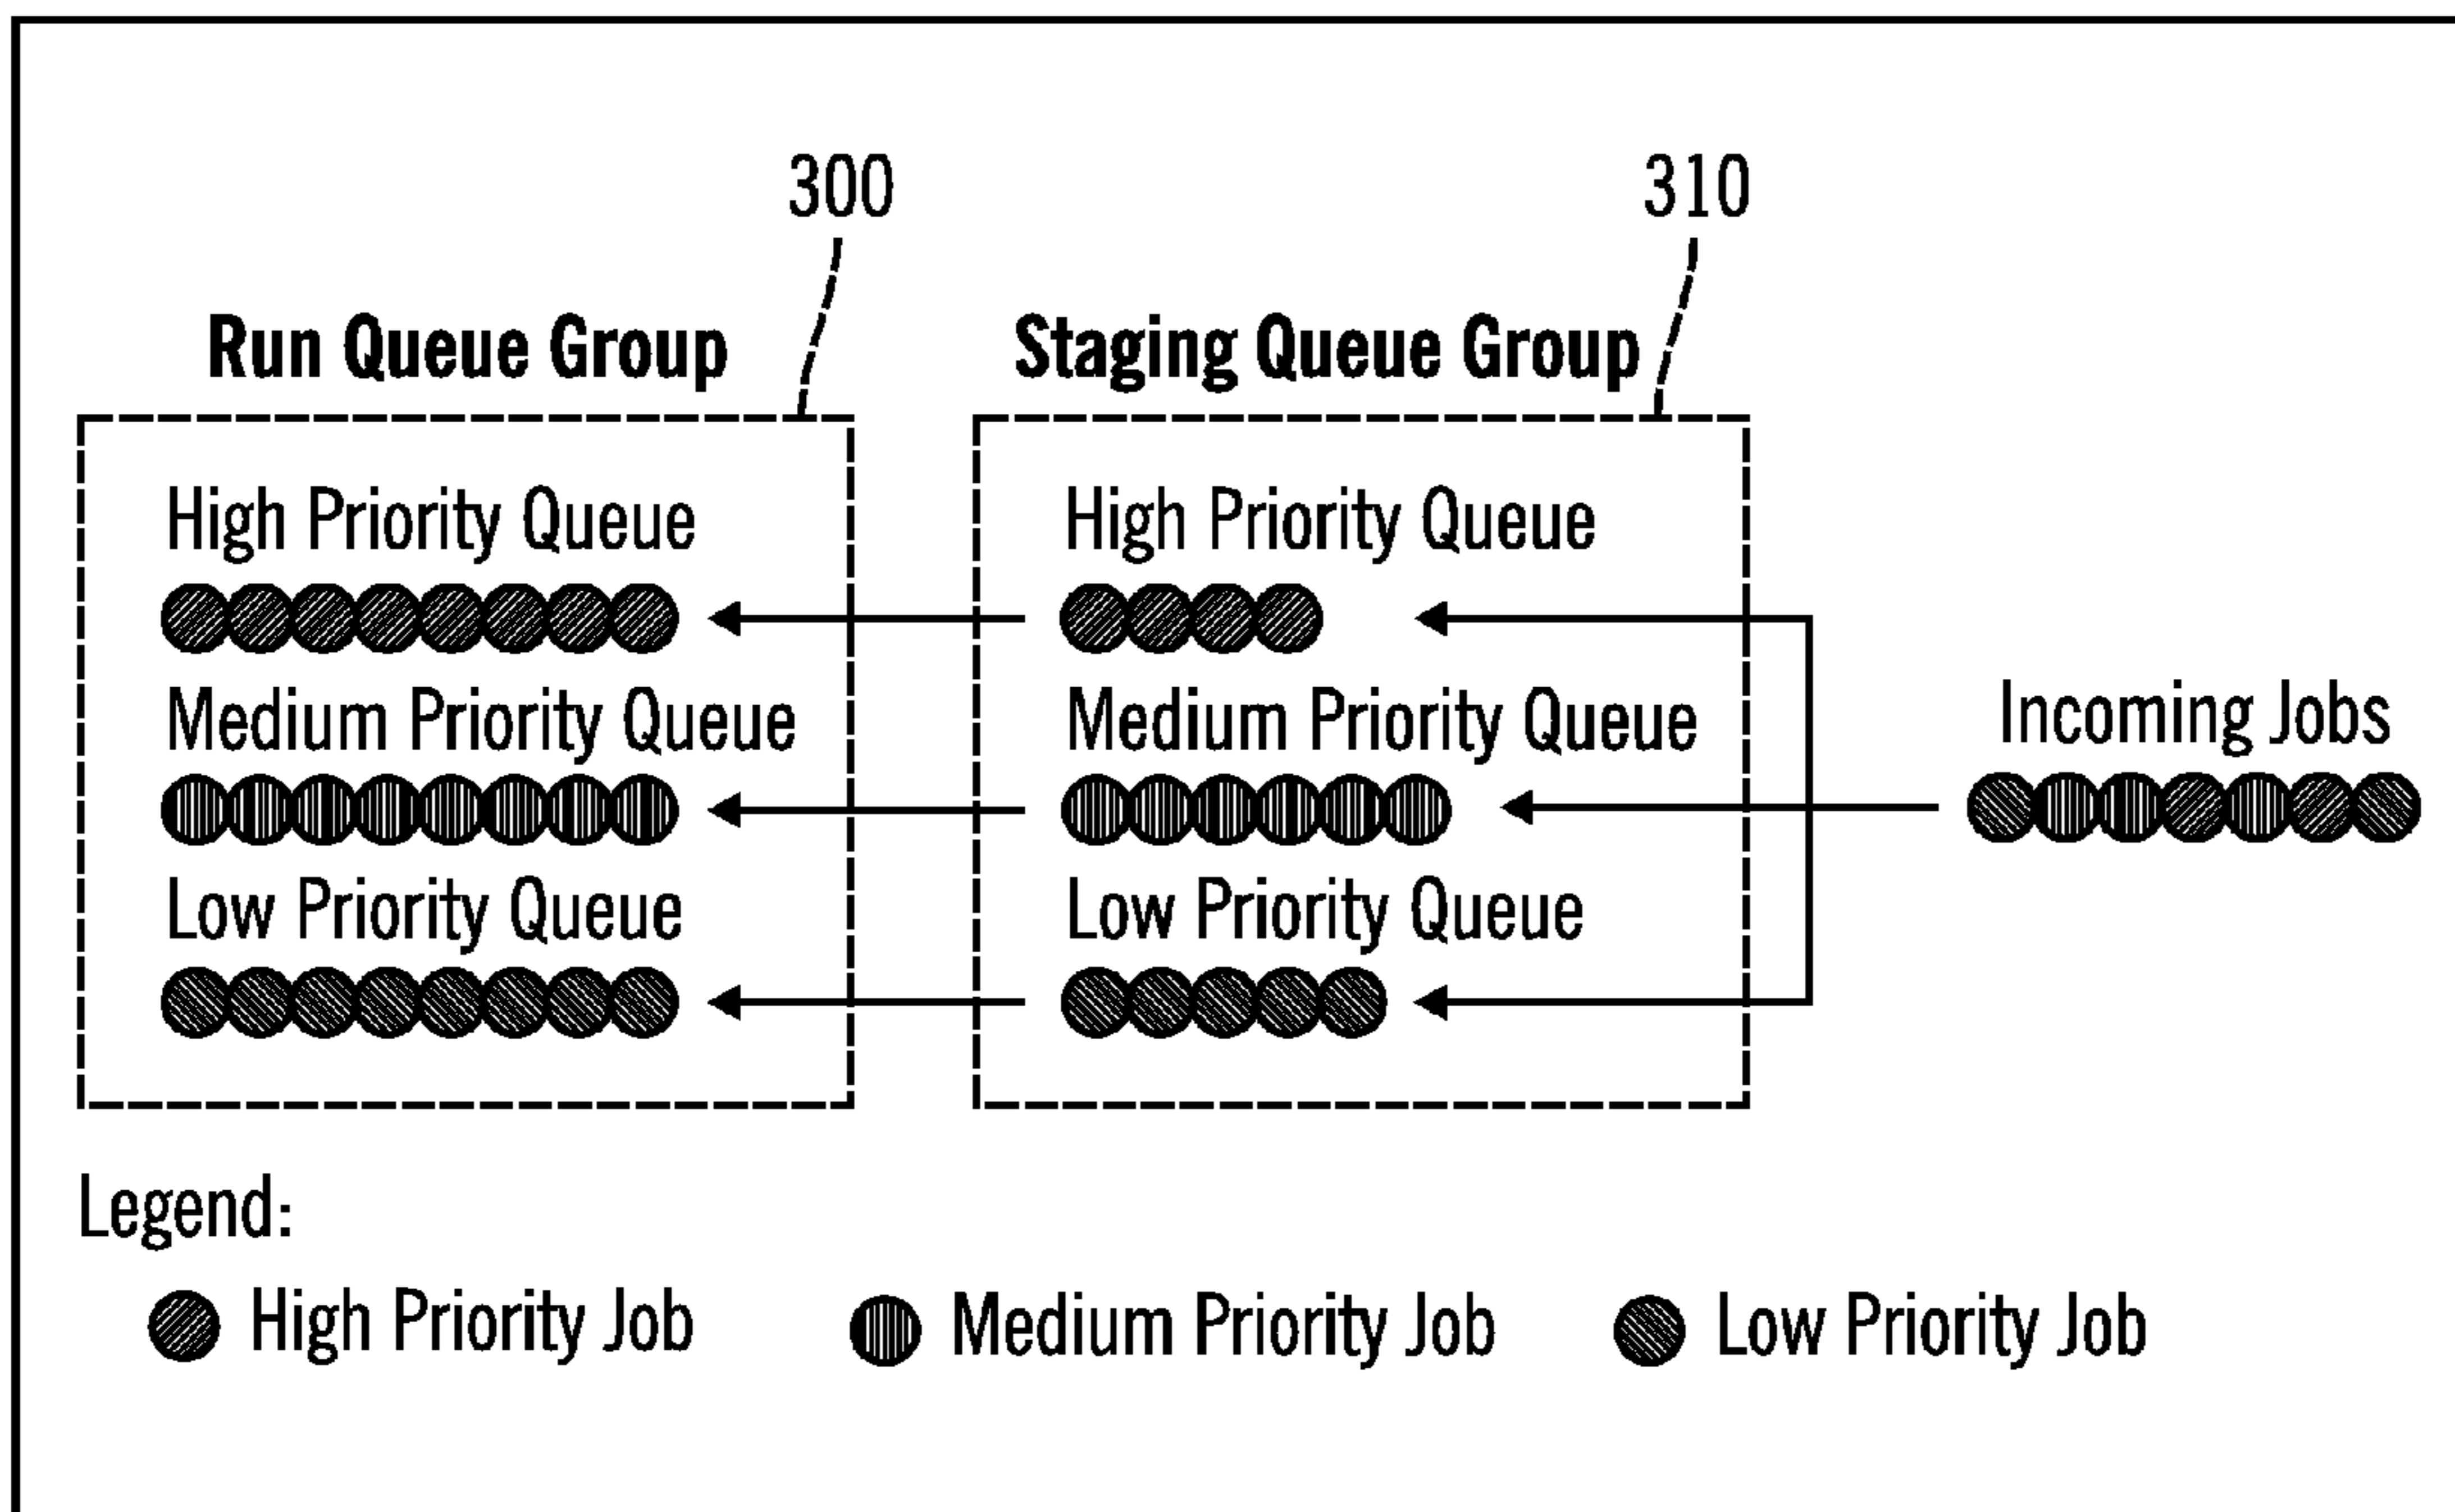 300
310
Run Queue Group
Staging Queue Group
High Priority Queue
High Priority Queue
Medium Priority Queue
Medium Priority Queue
Incoming Jobs
Low Priority Queue
Low Priority Queue
Legend:
High Priority Job
Medium Priority Job
Low Priority Job